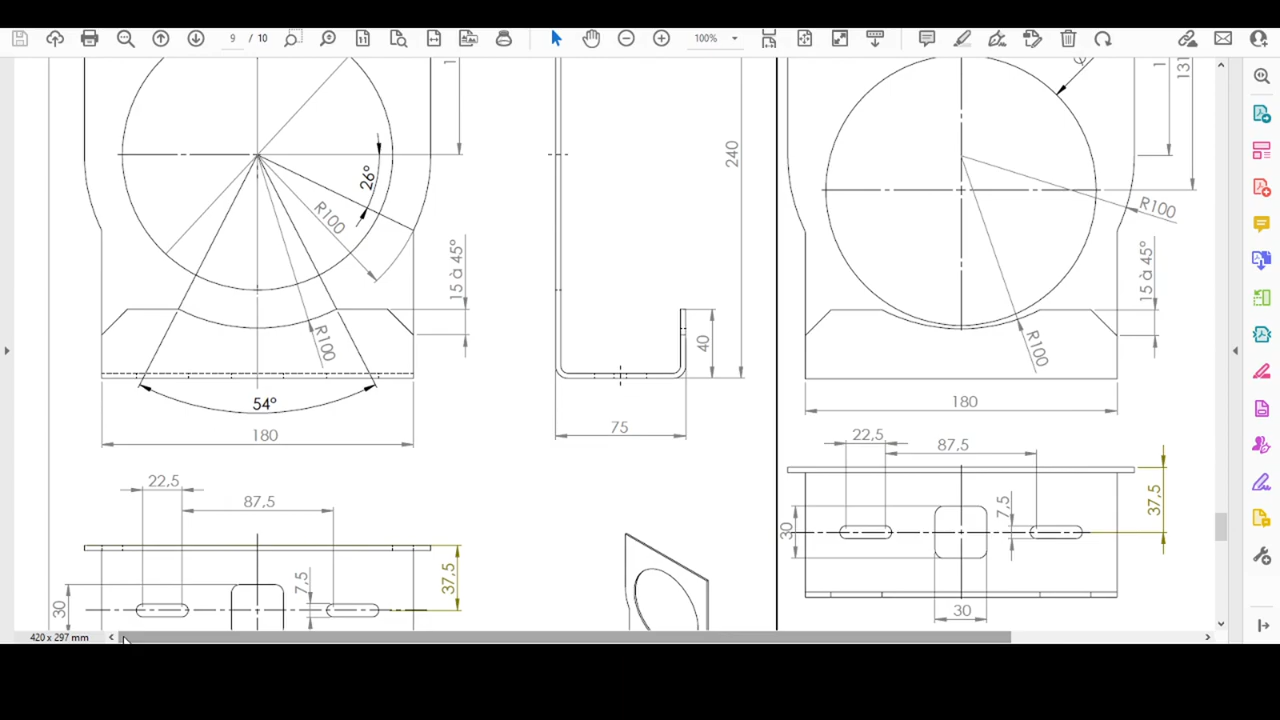 9 / 10
100%
131
26°
R100
240
R100
15 à 45°
15 à 45°
R100
40
R100
54°
180
75
180
22,5
87,5
22,5
87,5
37,5
7,5
30
30
37,5
7,5
30
420 x 297 mm